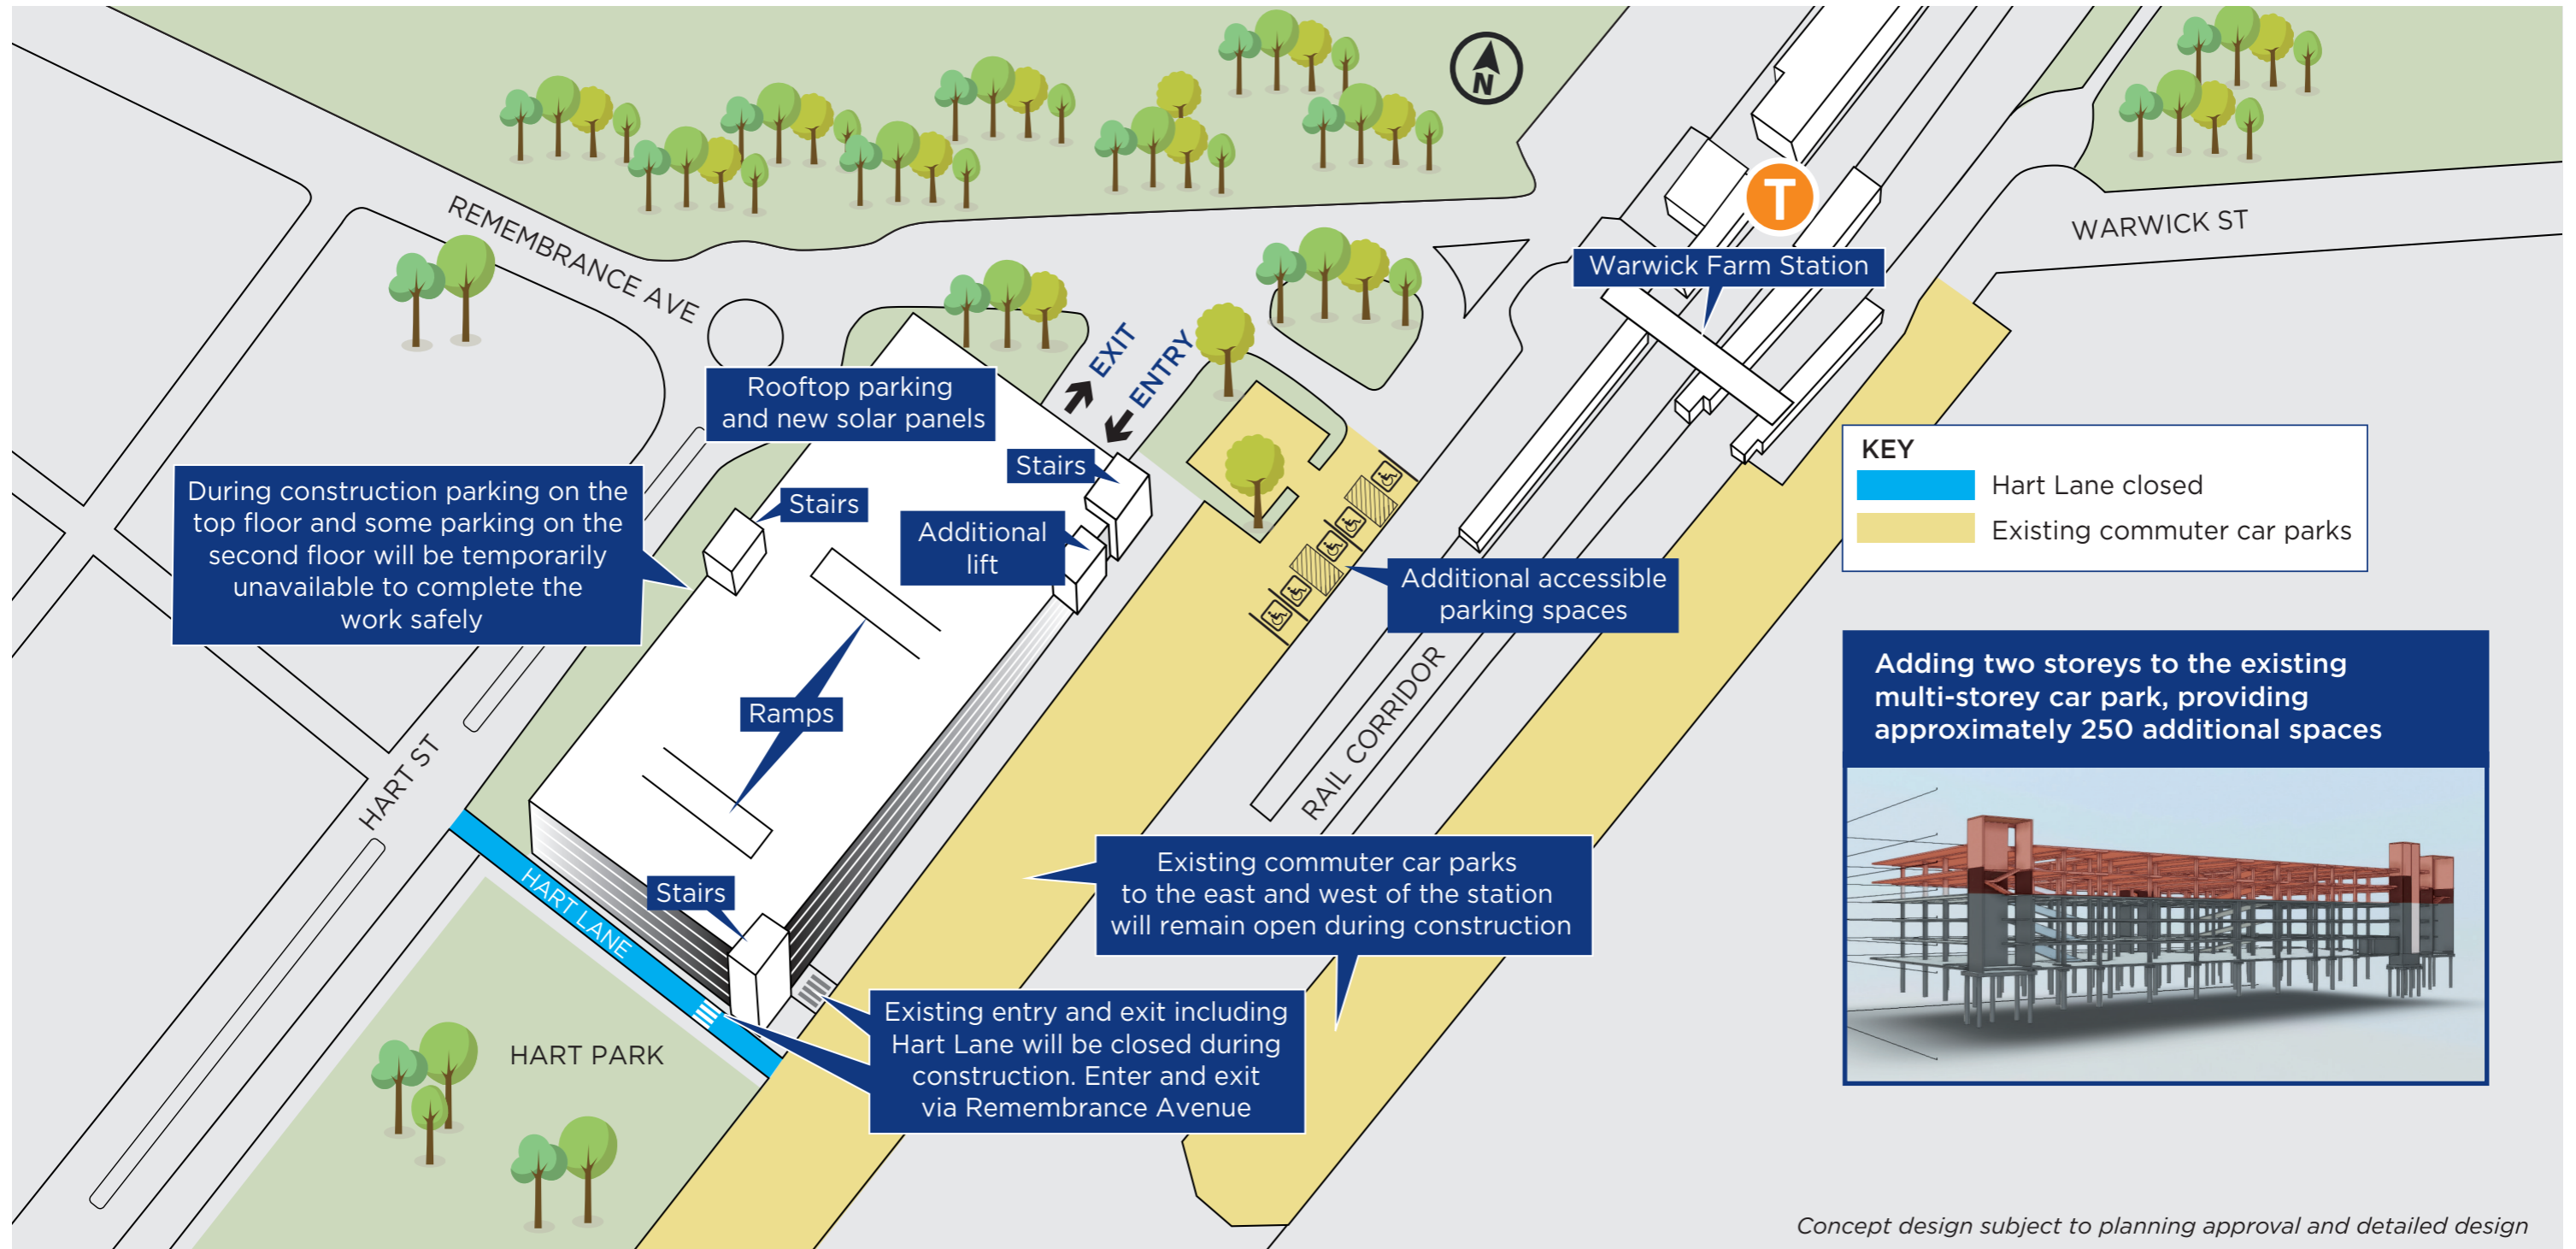 N
T
REMEMBRANCE AVE
WARWICK ST
Warwick Farm Station
EXIT
ENTRY
Rooftop parking
and new solar panels
Stairs
Stairs
Additional
lift
During construction parking on the
top floor and some parking on the
second floor will be temporarily
unavailable to complete the
work safely
KEY
Hart Lane closed
Existing commuter car parks
Additional accessible
parking spaces
Ramps
RAIL CORRIDOR
HART ST
Adding two storeys to the existing
multi-storey car park, providing
approximately 250 additional spaces
Stairs
HART LANE
Existing commuter car parks
to the east and west of the station
will remain open during construction
Existing entry and exit including
Hart Lane will be closed during
construction. Enter and exit
via Remembrance Avenue
HART PARK
Concept design subject to planning approval and detailed design